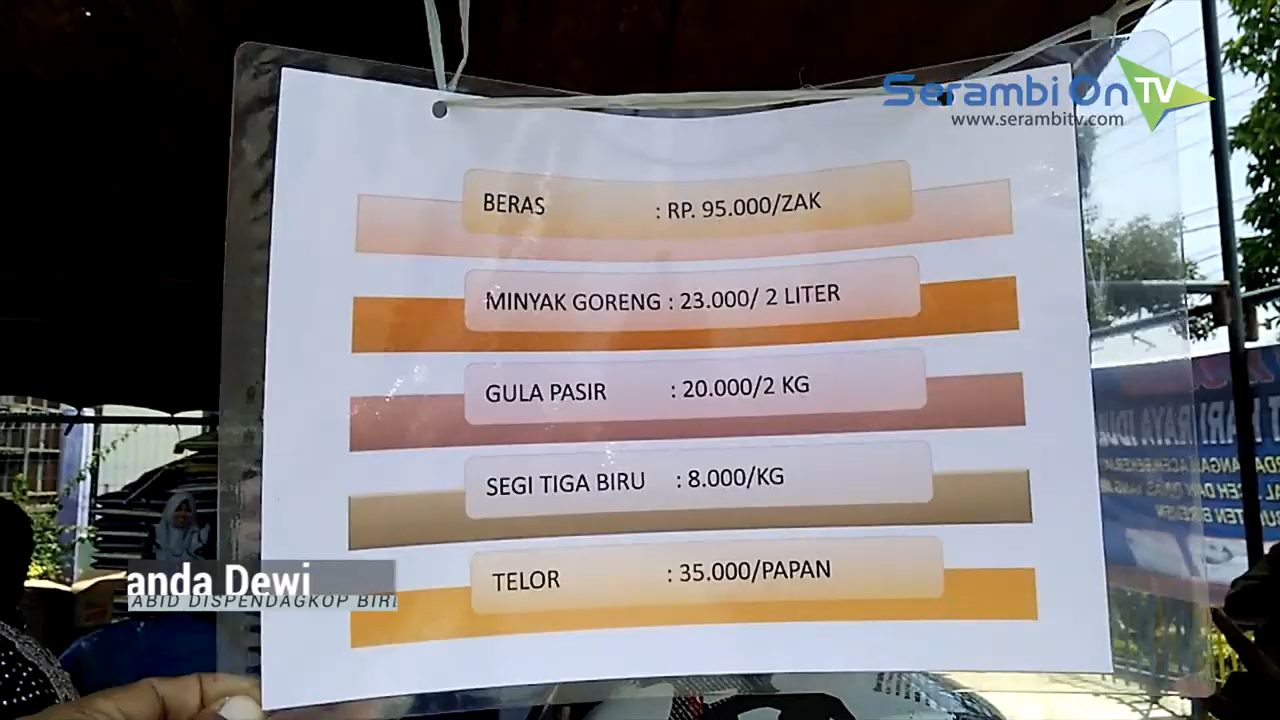 Serambi On TV
www.serambitv.com
BERAS : RP. 95.000/ZAK
MINYAK GORENG : 23.000/ 2 LITER
GULA PASIR : 20.000/2 KG
SEGI TIGA BIRU : 8.000/KG
TELOR : 35.000/PAPAN
anda Dewi
ABID DISPENDAGKOP BIRE